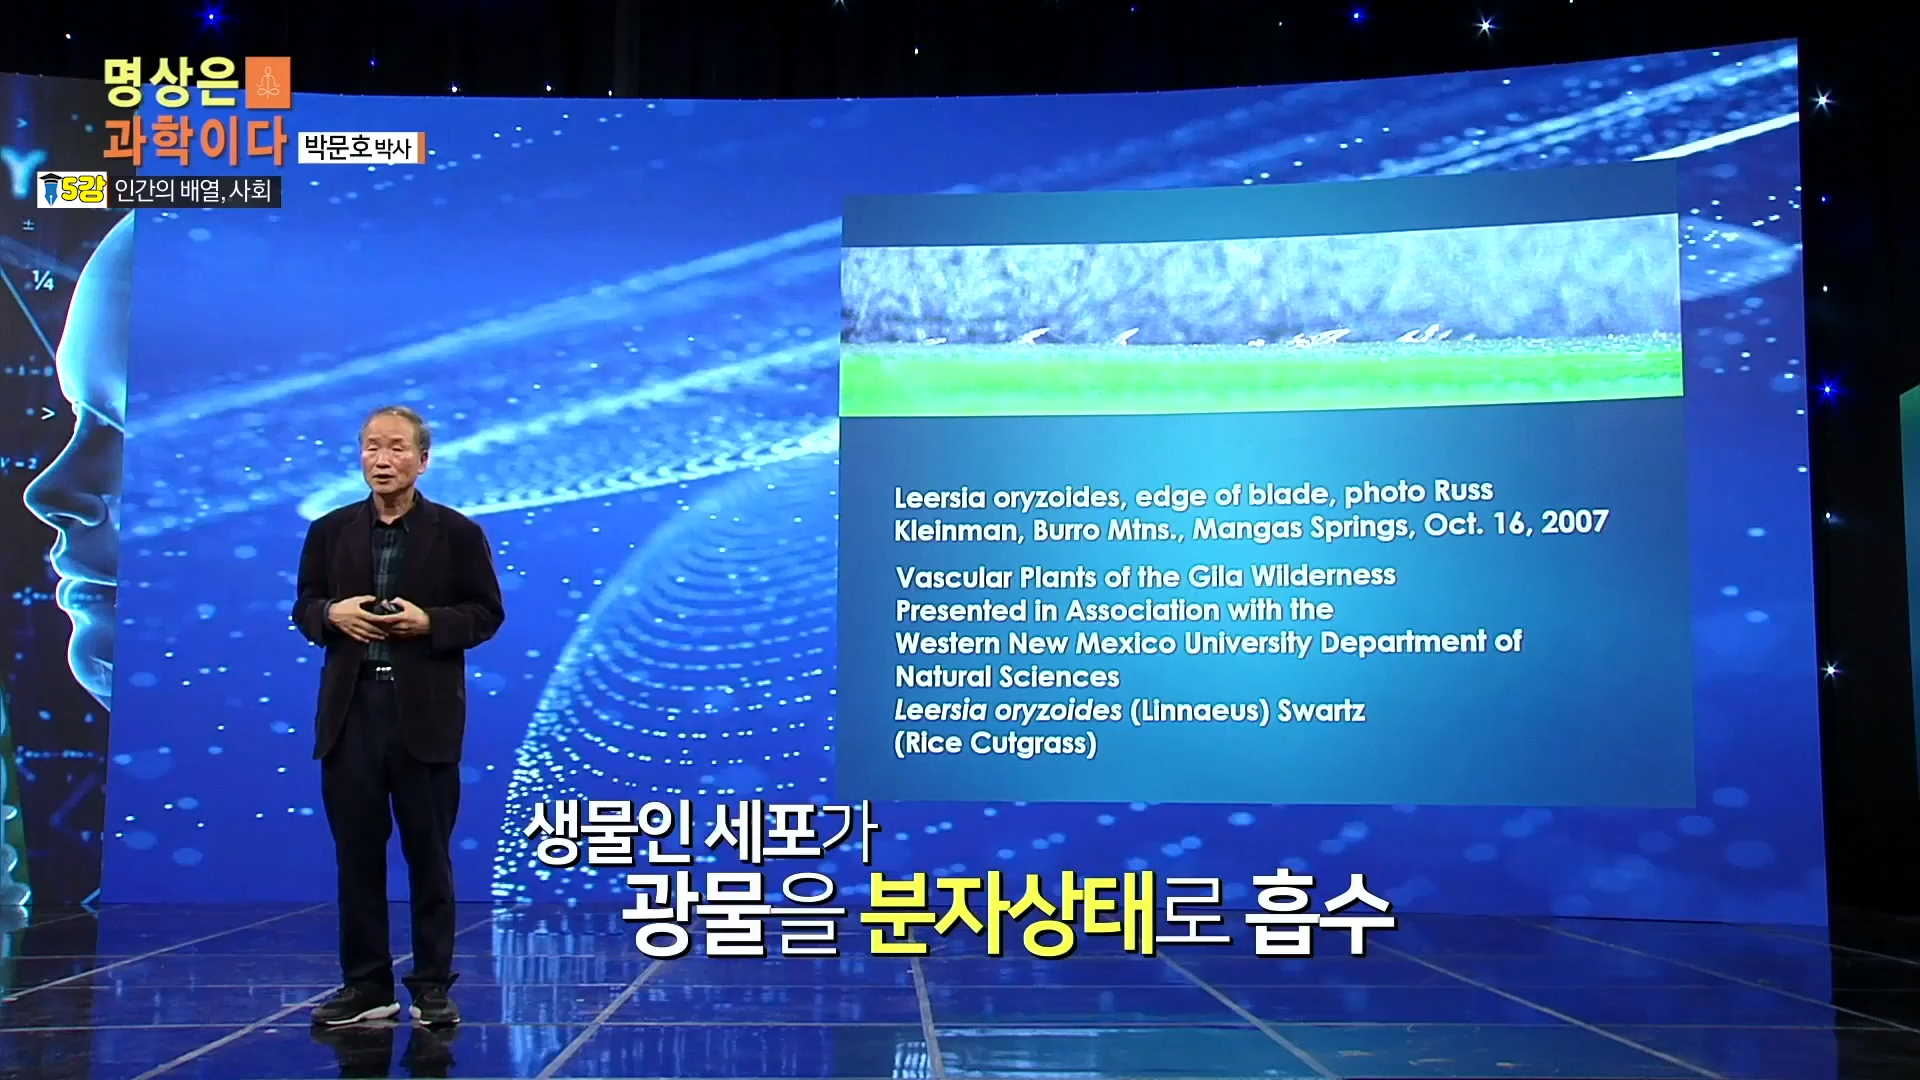 명상은
과학이다
박문호 박사
5강 인간의 배열, 사회
Y
±
¼
>
Leersia oryzoides, edge of blade, photo Russ
Kleinman, Burro Mtns., Mangas Springs, Oct. 16, 2007
Vascular Plants of the Gila Wilderness
Presented in Association with the
Western New Mexico University Department of
Natural Sciences
Leersia oryzoides (Linnaeus) Swartz
(Rice Cutgrass)
생물인 세포가
광물을 분자상태로 흡수